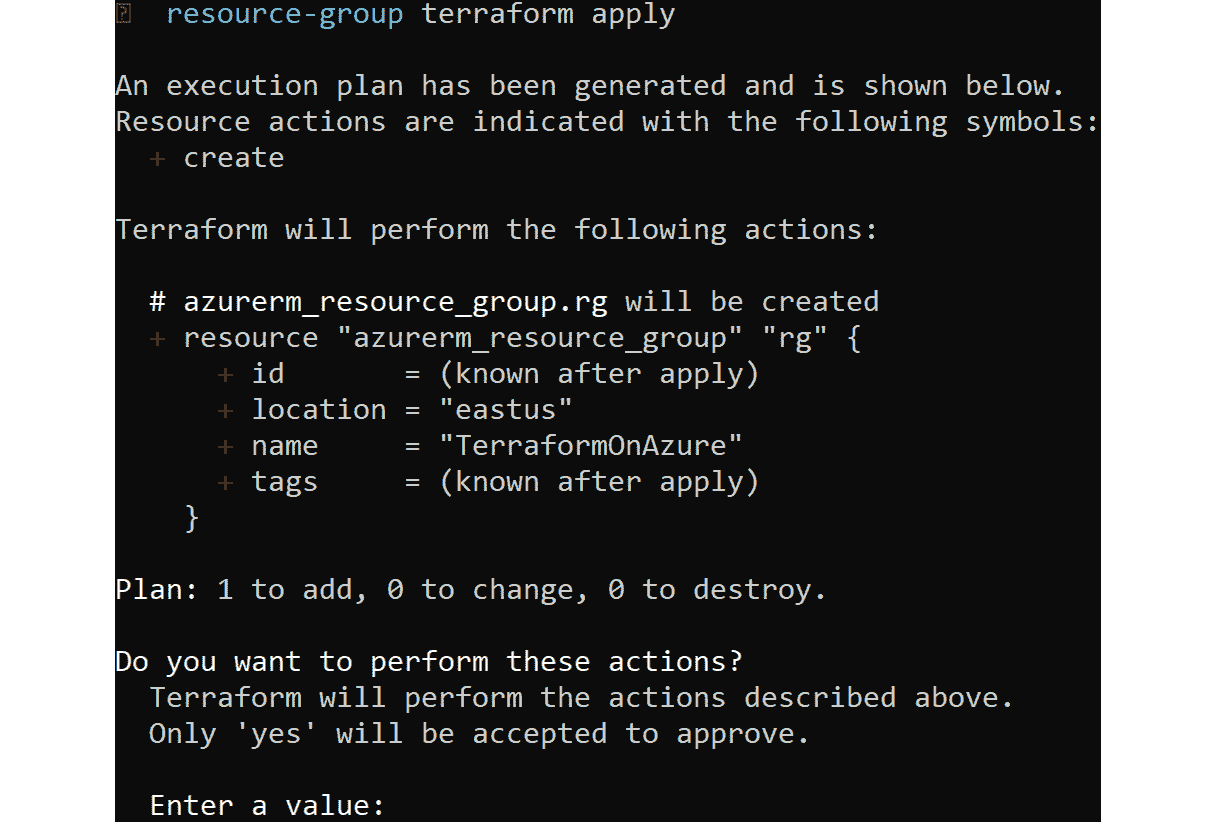 resource-group terraform apply
An execution plan has been generated and is shown below.
Resource actions are indicated with the following symbols:
  + create
Terraform will perform the following actions:
  # azurerm_resource_group.rg will be created
  + resource "azurerm_resource_group" "rg" {
      + id       = (known after apply)
      + location = "eastus"
      + name     = "TerraformOnAzure"
      + tags     = (known after apply)
    }
Plan: 1 to add, 0 to change, 0 to destroy.
Do you want to perform these actions?
  Terraform will perform the actions described above.
  Only 'yes' will be accepted to approve.
  Enter a value: